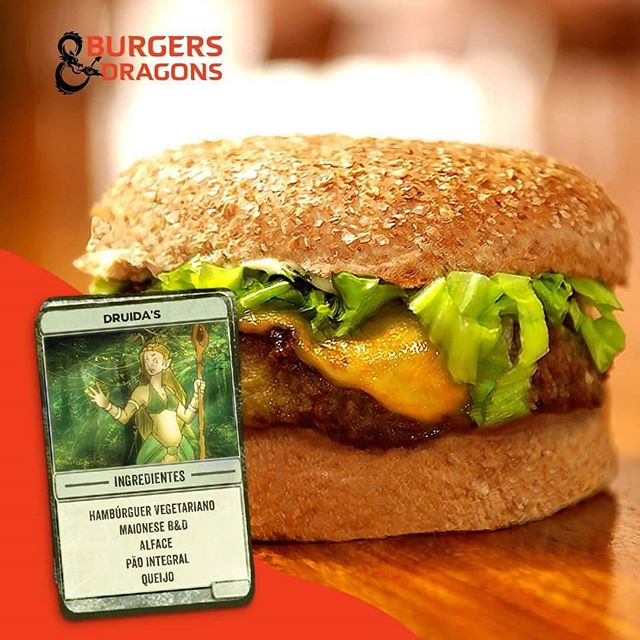 BURGERS
& DRAGONS
DRUIDA'S
INGREDIENTES
HAMBÚRGUER VEGETARIANO
MAIONESE B&D
ALFACE
PÃO INTEGRAL
QUEIJO